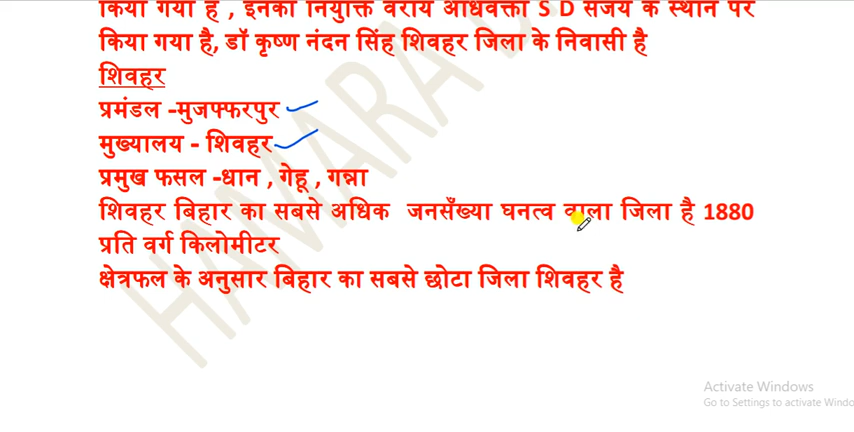 किया गया है , इनकी नियुक्ति वरीय अधिवक्ता S D संजय के स्थान पर
किया गया है, डॉ कृष्ण नंदन सिंह शिवहर जिला के निवासी है
शिवहर
प्रमंडल -मुजफ्फरपुर
मुख्यालय - शिवहर
प्रमुख फसल -धान , गेहू , गन्ना
शिवहर बिहार का सबसे अधिक जनसँख्या घनत्व वाला जिला है 1880
प्रति वर्ग किलोमीटर
क्षेत्रफल के अनुसार बिहार का सबसे छोटा जिला शिवहर है
HAMARA
Activate Windows
Go to Settings to activate Windo